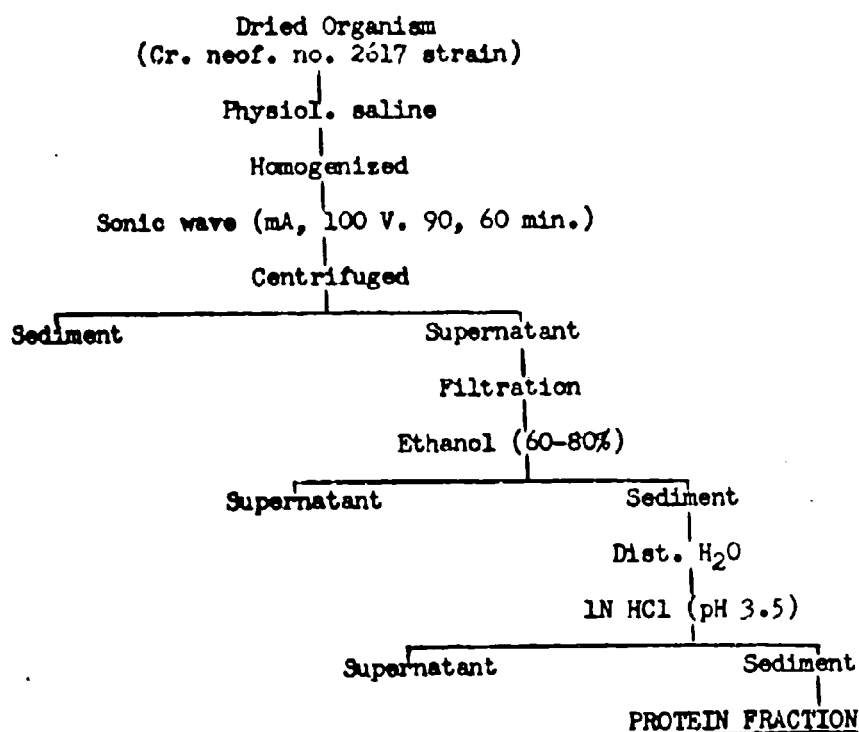 Dried Organism
(Cr. neof. no. 2617 strain)
Physiol. saline
Homogenized
Sonic wave (mA, 100 V. 90, 60 min.)
Centrifuged
Sediment Supernatant
Filtration
Ethanol (60-80%)
Supernatant Sediment
Dist. H2O
1N HCl (pH 3.5)
Supernatant Sediment
PROTEIN FRACTION